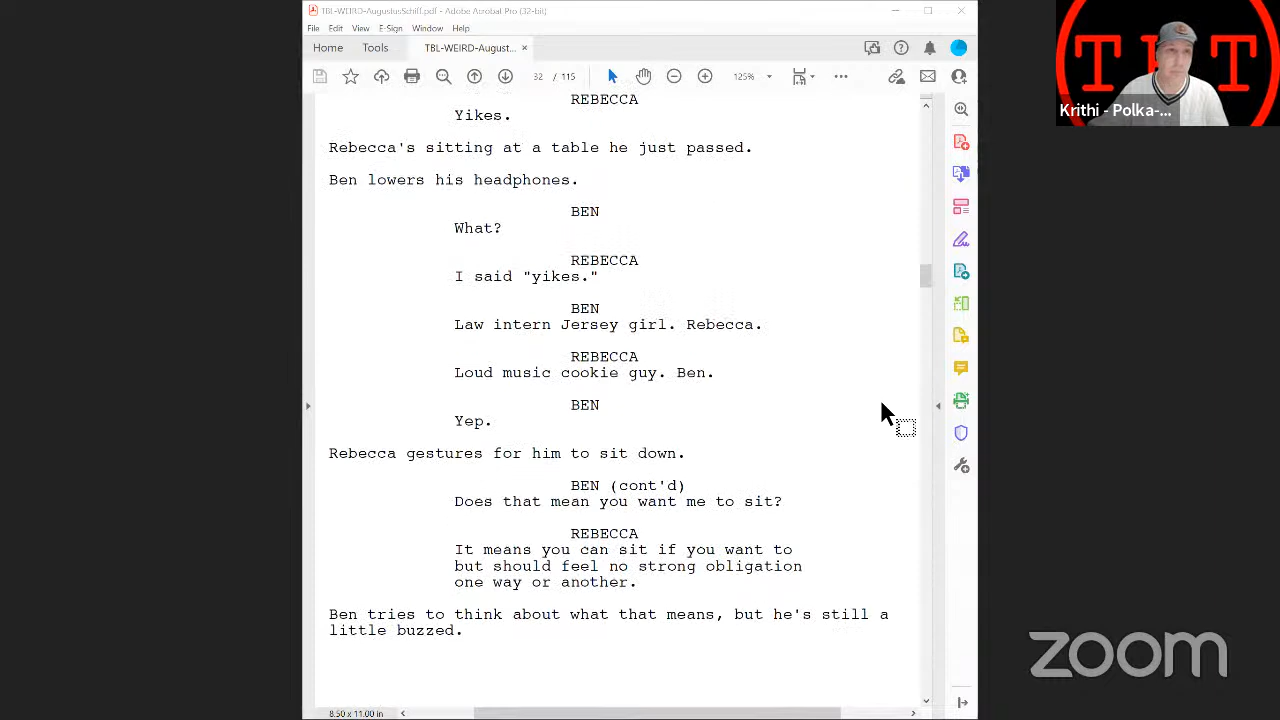 TBL-WEIRD-AugustusSchiff.pdf - Adobe Acrobat Pro (32-bit)
File Edit View E-Sign Window Help
Home Tools TBL-WEIRD-August... ×
32 / 115 125%
REBECCA
Yikes.
Rebecca's sitting at a table he just passed.
Ben lowers his headphones.
BEN
What?
REBECCA
I said "yikes."
BEN
Law intern Jersey girl. Rebecca.
REBECCA
Loud music cookie guy. Ben.
BEN
Yep.
Rebecca gestures for him to sit down.
BEN (cont'd)
Does that mean you want me to sit?
REBECCA
It means you can sit if you want to
but should feel no strong obligation
one way or another.
Ben tries to think about what that means, but he's still a
little buzzed.
8.50 x 11.00 in
T T
Krithi - Polka-...
zoom